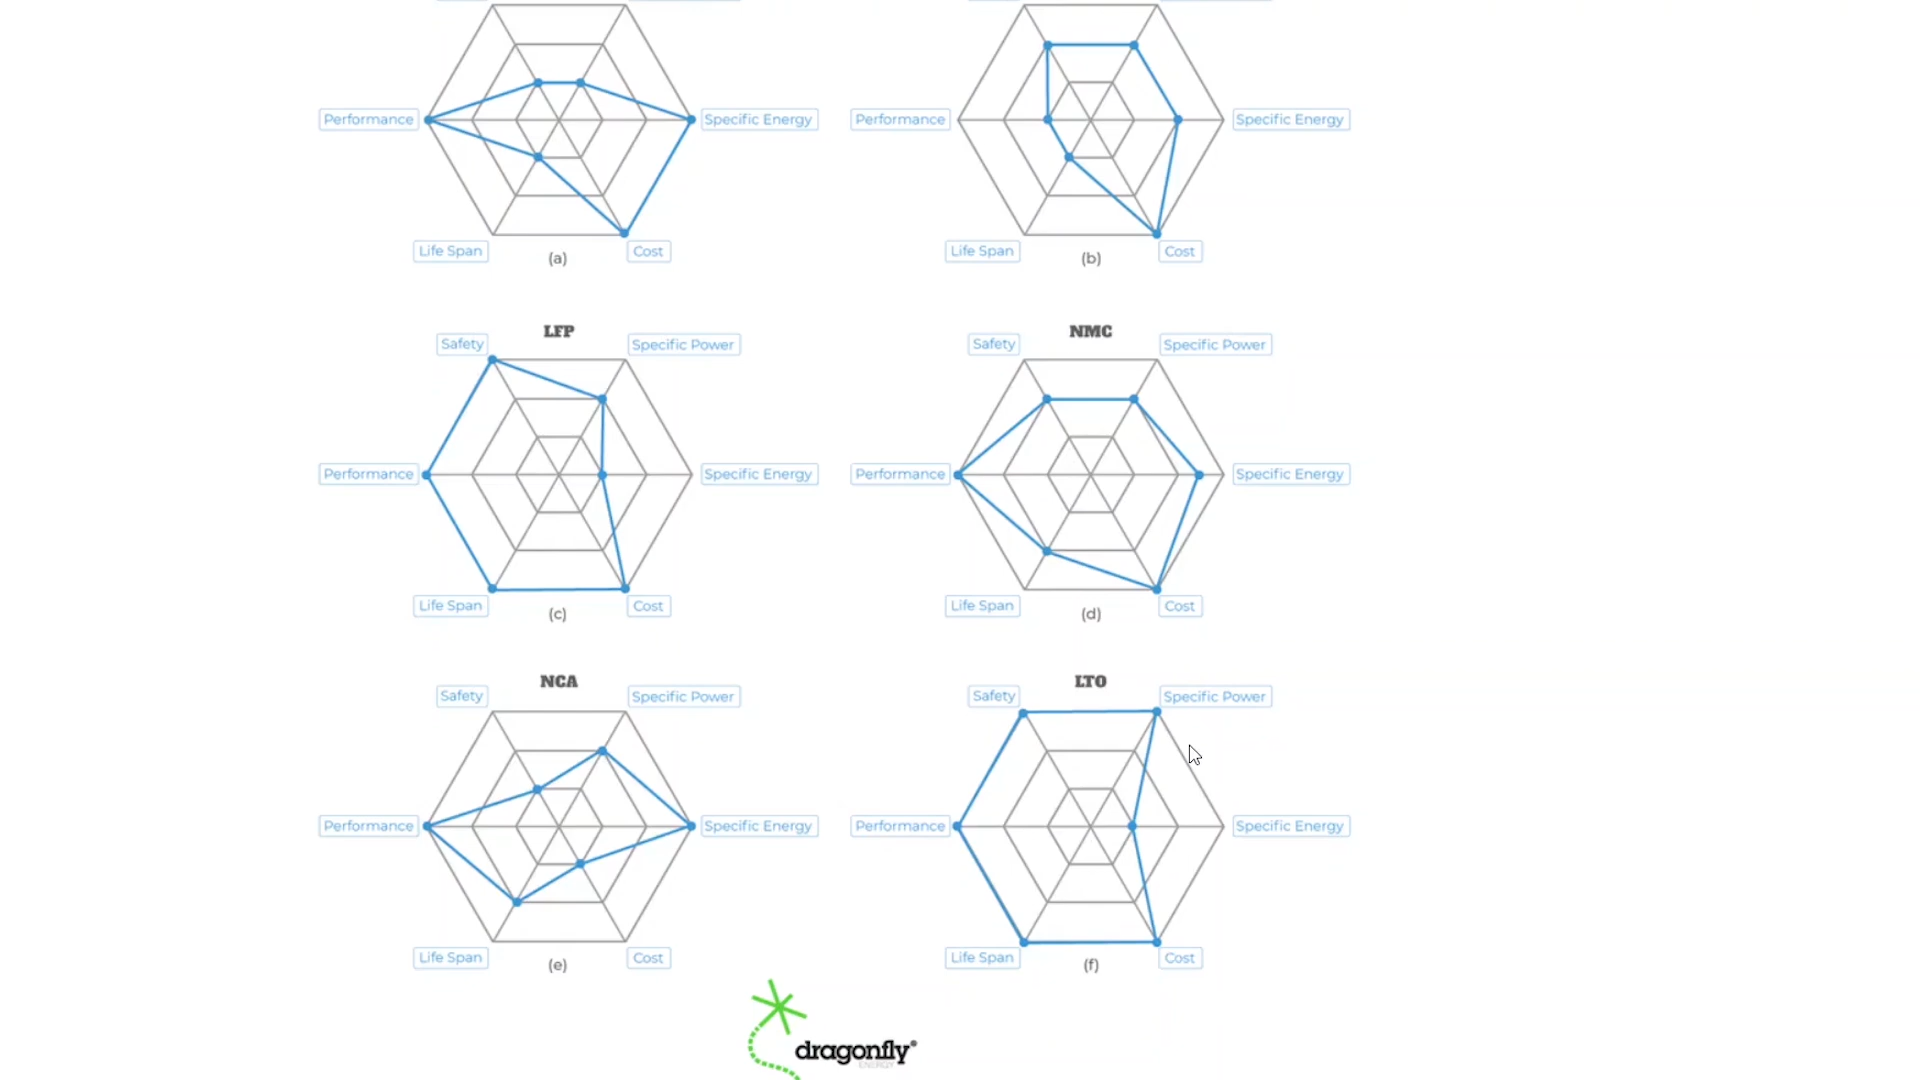 Performance
Specific Energy
Performance
Specific Energy
Life Span
Cost
Life Span
Cost
(a)
(b)
LFP
NMC
Safety
Specific Power
Safety
Specific Power
Performance
Specific Energy
Performance
Specific Energy
Life Span
Cost
Life Span
Cost
(c)
(d)
NCA
LTO
Safety
Specific Power
Safety
Specific Power
Performance
Specific Energy
Performance
Specific Energy
Life Span
Cost
Life Span
Cost
(e)
(f)
dragonfly®
ENERGY